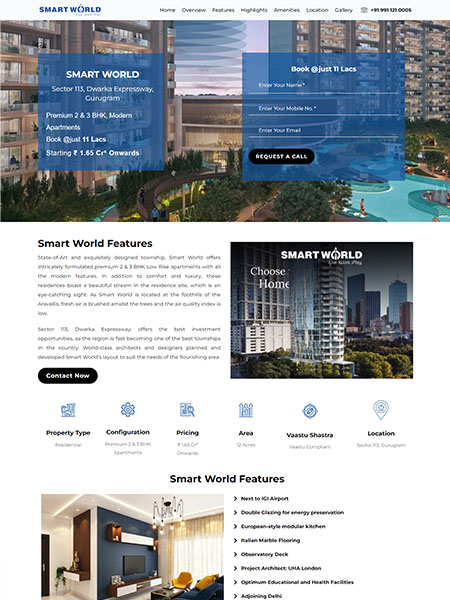 SMART WORLD
Home Overview Features Highlights Amenities Location Gallery +91 991 121 0005
SMART WORLD
Sector 113, Dwarka Expressway,
Gurugram
Premium 2 & 3 BHK, Modern
Apartments
Book @just 11 Lacs
Starting ₹ 1.65 Cr* Onwards
Book @just 11 Lacs
Enter Your Name *
Enter Your Mobile No. *
Enter Your Email
REQUEST A CALL
Smart World Features
State-of-Art and exquisitely designed township, Smart World offers
intricately formulated premium 2 & 3 BHK Low Rise apartments with all
the modern features. In addition to comfort and luxury, these
residences boast a beautiful stream in the residence site, which is an
eye-catching sight. As Smart World is located at the foothills of the
Aravallis, fresh air is brushed amidst the trees and the air quality index is
low.
Sector 113, Dwarka Expressway, offers the best investment
opportunities, as the region is fast becoming one of the best townships
in the country. World-class architects and designers planned and
developed Smart World's layout to suit the needs of the flourishing area.
Contact Now
SMART WORLD
Live. Work. Play.
Choose
Home
Property Type
Residential
Configuration
Premium 2 & 3 BHK
Apartments
Pricing
₹ 1.65 Cr*
Onwards
Area
12 Acres
Vaastu Shastra
Vaastu Compliant
Location
Sector 113, Gurugram
Smart World Features
Next to IGI Airport
Double Glazing for energy preservation
European-style modular kitchen
Italian Marble Flooring
Observatory Deck
Project Architect: UHA London
Optimum Educational and Health Facilities
Adjoining Delhi